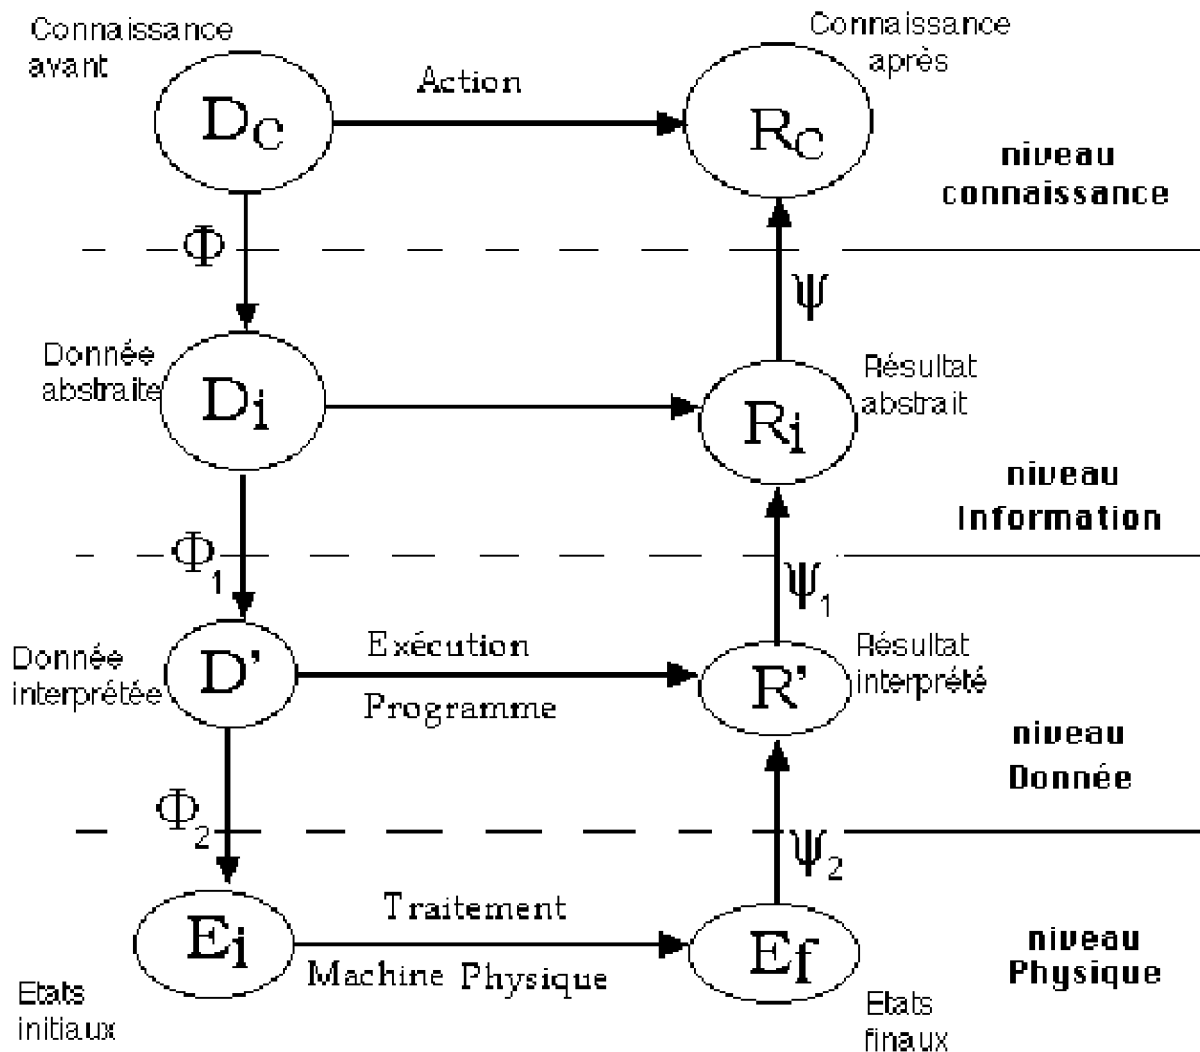 Connaissance
avant
Connaissance
après
Action
Dc
Rc
niveau
connaissance
Φ
Ψ
Donnée
abstraite
Di
Ri
Résultat
abstrait
niveau
Information
Φ1
Ψ1
Donnée
interprétée
D'
Exécution
Programme
R'
Résultat
interprété
niveau
Donnée
Φ2
Ψ2
Ei
Traitement
Machine Physique
Ef
niveau
Physique
Etats
initiaux
Etats
finaux